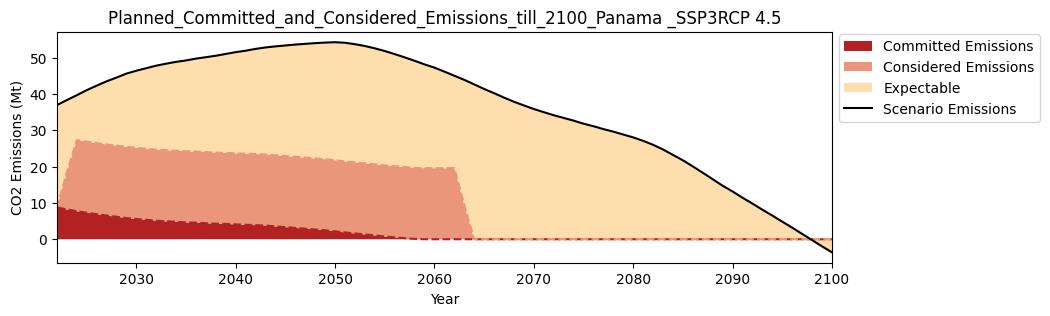 Planned_Committed_and_Considered_Emissions_till_2100_Panama _SSP3RCP 4.5
CO2 Emissions (Mt)
50
40
30
20
10
0
2030
2040
2050
2060
2070
2080
2090
2100
Year
Committed Emissions
Considered Emissions
Expectable
Scenario Emissions